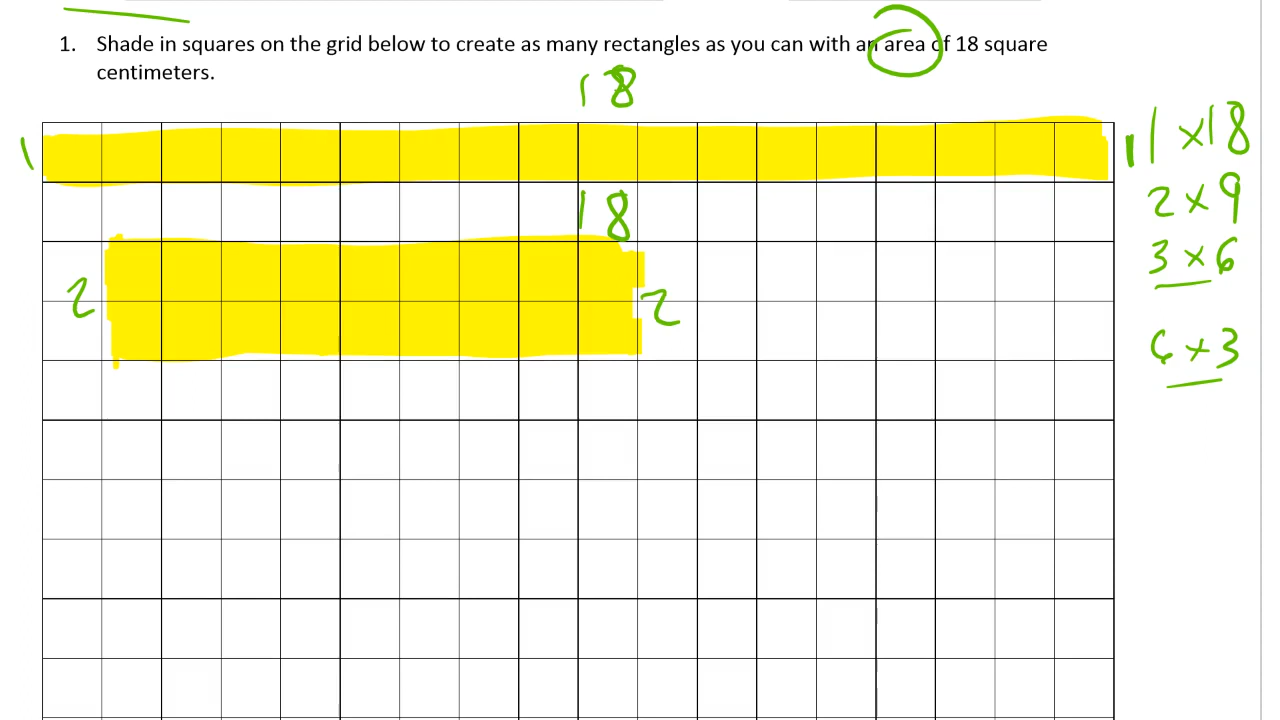 1. Shade in squares on the grid below to create as many rectangles as you can with an area of 18 square
centimeters.
18
1 1 1 x 18
18 2 x 9
3 x 6
2 2
6 x 3